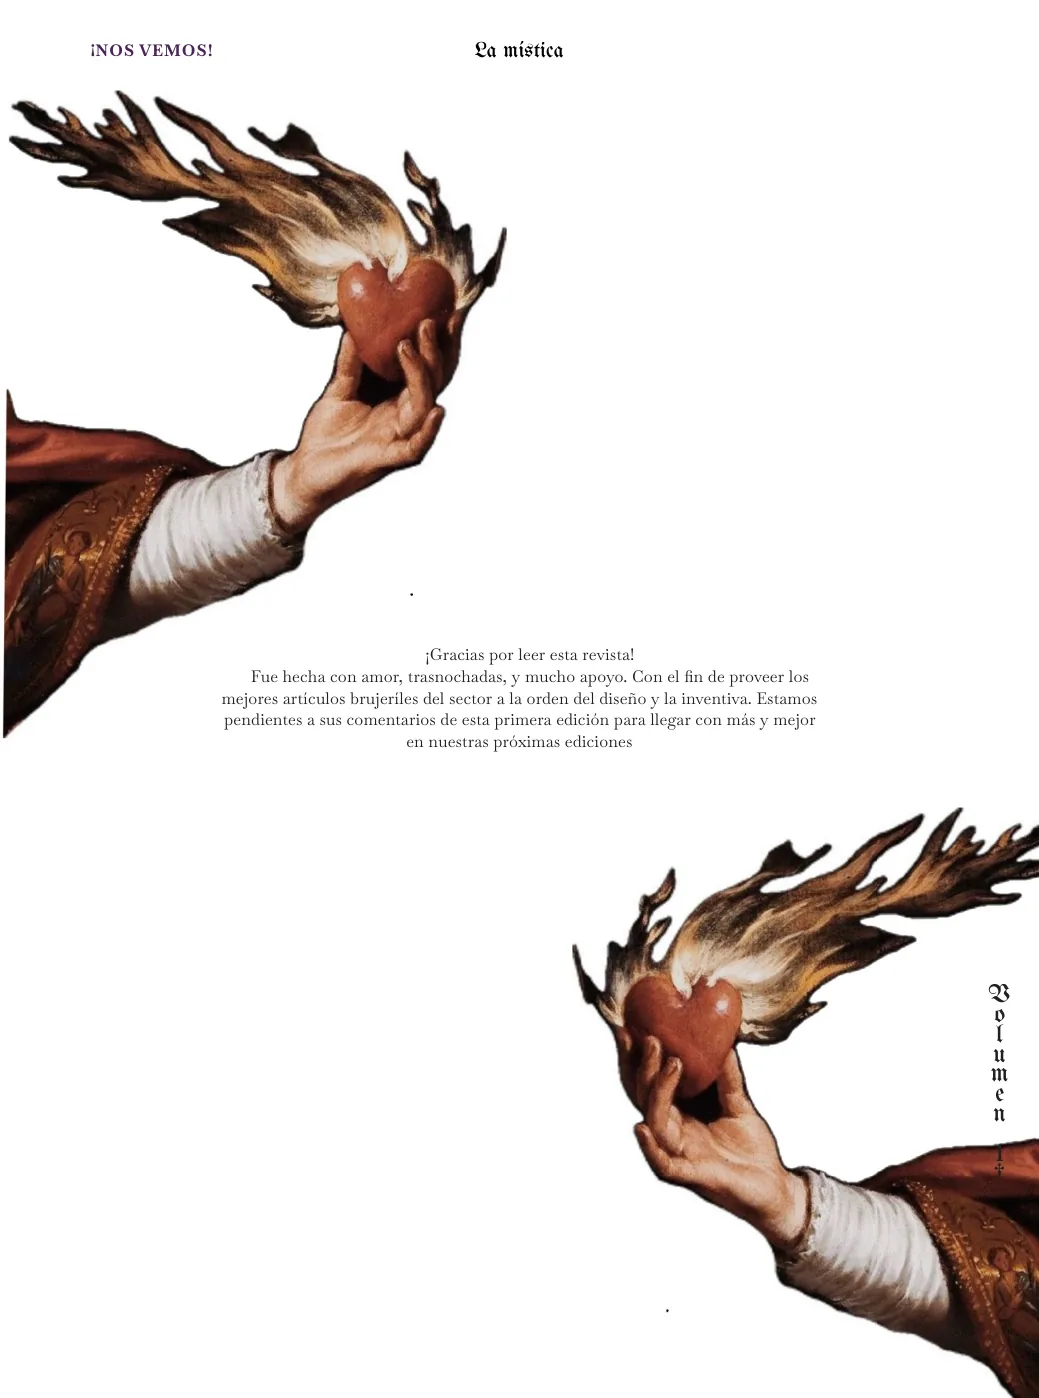 ¡NOS VEMOS!
La mística
¡Gracias por leer esta revista!
Fue hecha con amor, trasnochadas, y mucho apoyo. Con el fin de proveer los
mejores artículos brujeríles del sector a la orden del diseño y la inventiva. Estamos
pendientes a sus comentarios de esta primera edición para llegar con más y mejor
en nuestras próximas ediciones
Volumen 1‡